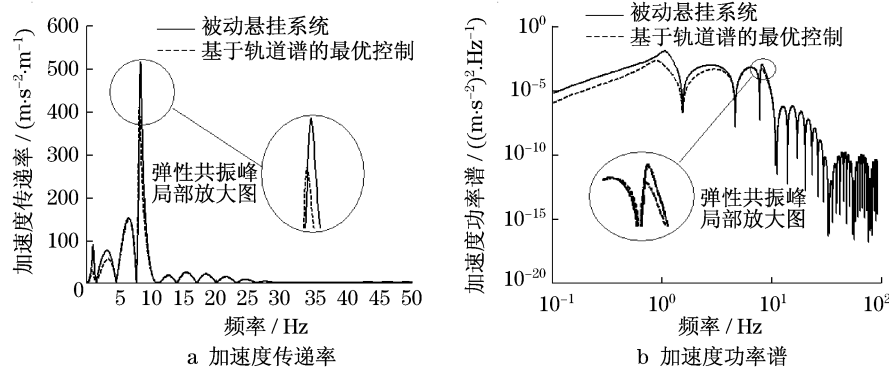 600
500
400
300
200
100
0
5 10 15 20 25 30 35 40 45 50
加速度传递率 / (m·s⁻²·m⁻¹)
被动悬挂系统
基于轨道谱的最优控制
弹性共振峰
局部放大图
频率 / Hz
a 加速度传递率
10⁰
10⁻⁵
10⁻¹⁰
10⁻¹⁵
10⁻²⁰
10⁻¹ 10⁰ 10¹ 10²
加速度功率谱 / ((m·s⁻²)².Hz⁻¹)
被动悬挂系统
基于轨道谱的最优控制
弹性共振峰
局部放大图
频率 / Hz
b 加速度功率谱